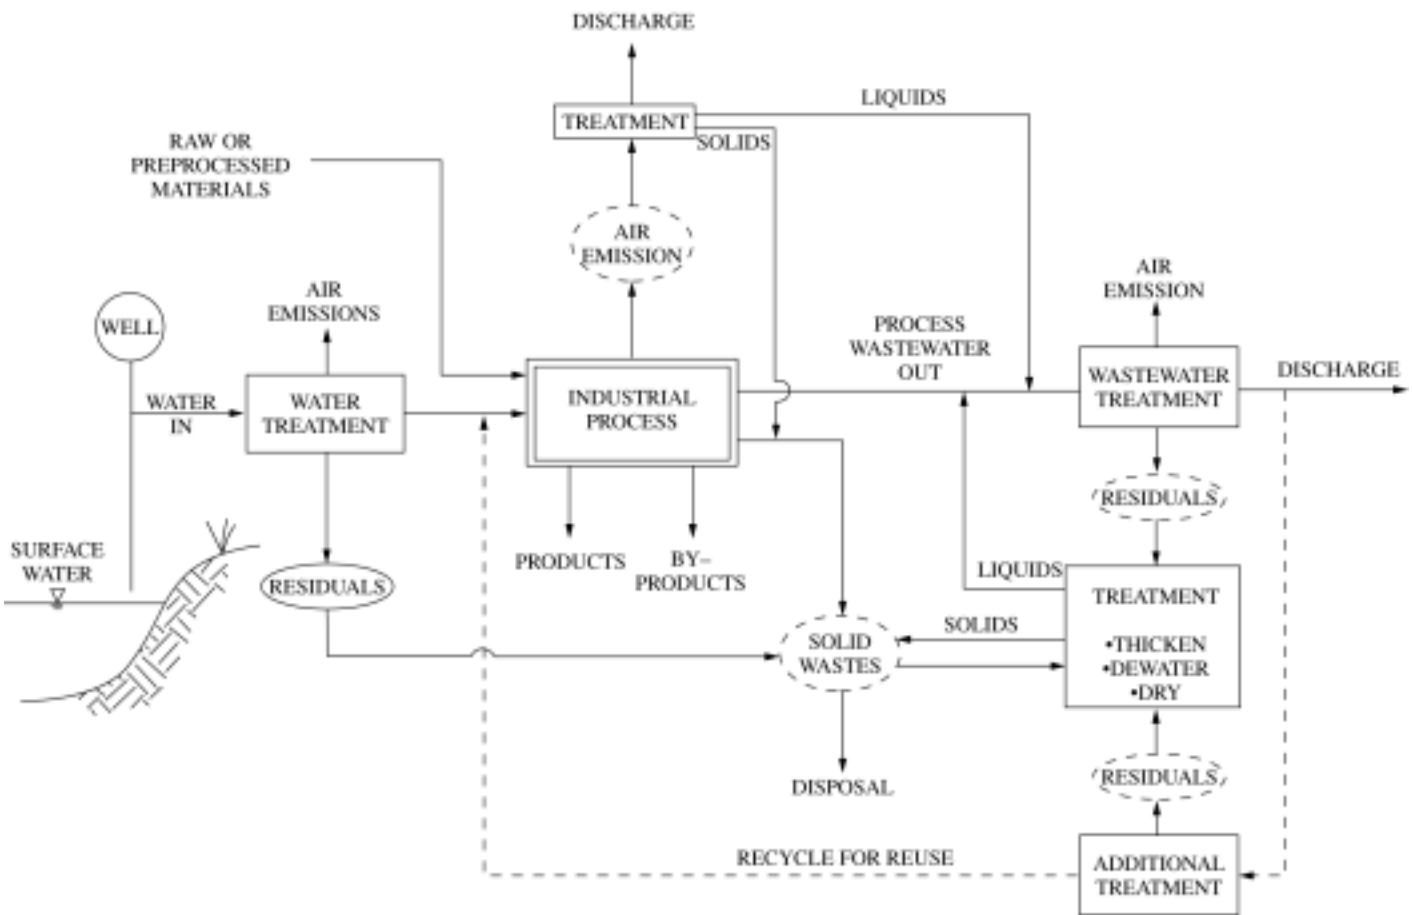 DISCHARGE
LIQUIDS
TREATMENT
SOLIDS
RAW OR
PREPROCESSED
MATERIALS
AIR
EMISSION
AIR
EMISSIONS
AIR
EMISSION
WELL
PROCESS
WASTEWATER
OUT
WATER
IN
WATER
TREATMENT
INDUSTRIAL
PROCESS
WASTEWATER
TREATMENT
DISCHARGE
RESIDUALS
SURFACE
WATER
PRODUCTS
BY–
PRODUCTS
RESIDUALS
LIQUIDS
TREATMENT
•THICKEN
•DEWATER
•DRY
SOLIDS
SOLID
WASTES
DISPOSAL
RESIDUALS
RECYCLE FOR REUSE
ADDITIONAL
TREATMENT